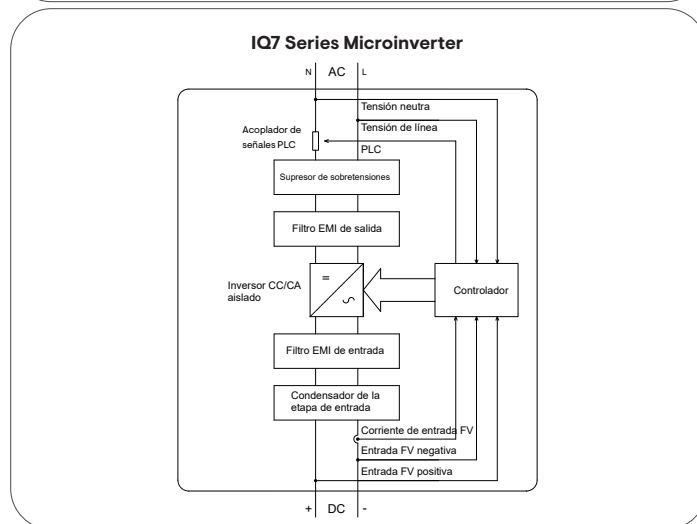 IQ7 Series Microinverter
N AC L
Tensión neutra
Acoplador de
señales PLC
Tensión de línea
PLC
Supresor de sobretensiones
Filtro EMI de salida
Inversor CC/CA
aislado
=
Controlador
Filtro EMI de entrada
Condensador de la
etapa de entrada
Corriente de entrada FV
Entrada FV negativa
Entrada FV positiva
+ DC -